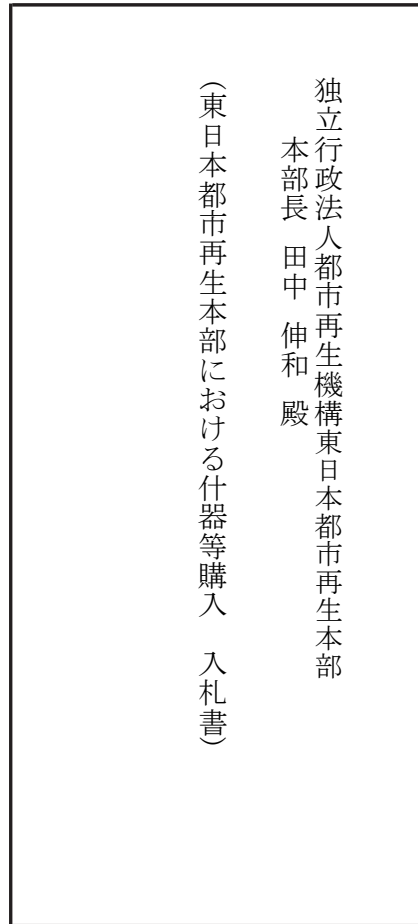 独立行政法人都市再生機構東日本都市再生本部
本部長 田中 伸和 殿
（東日本都市再生本部における什器等購入　入札書）